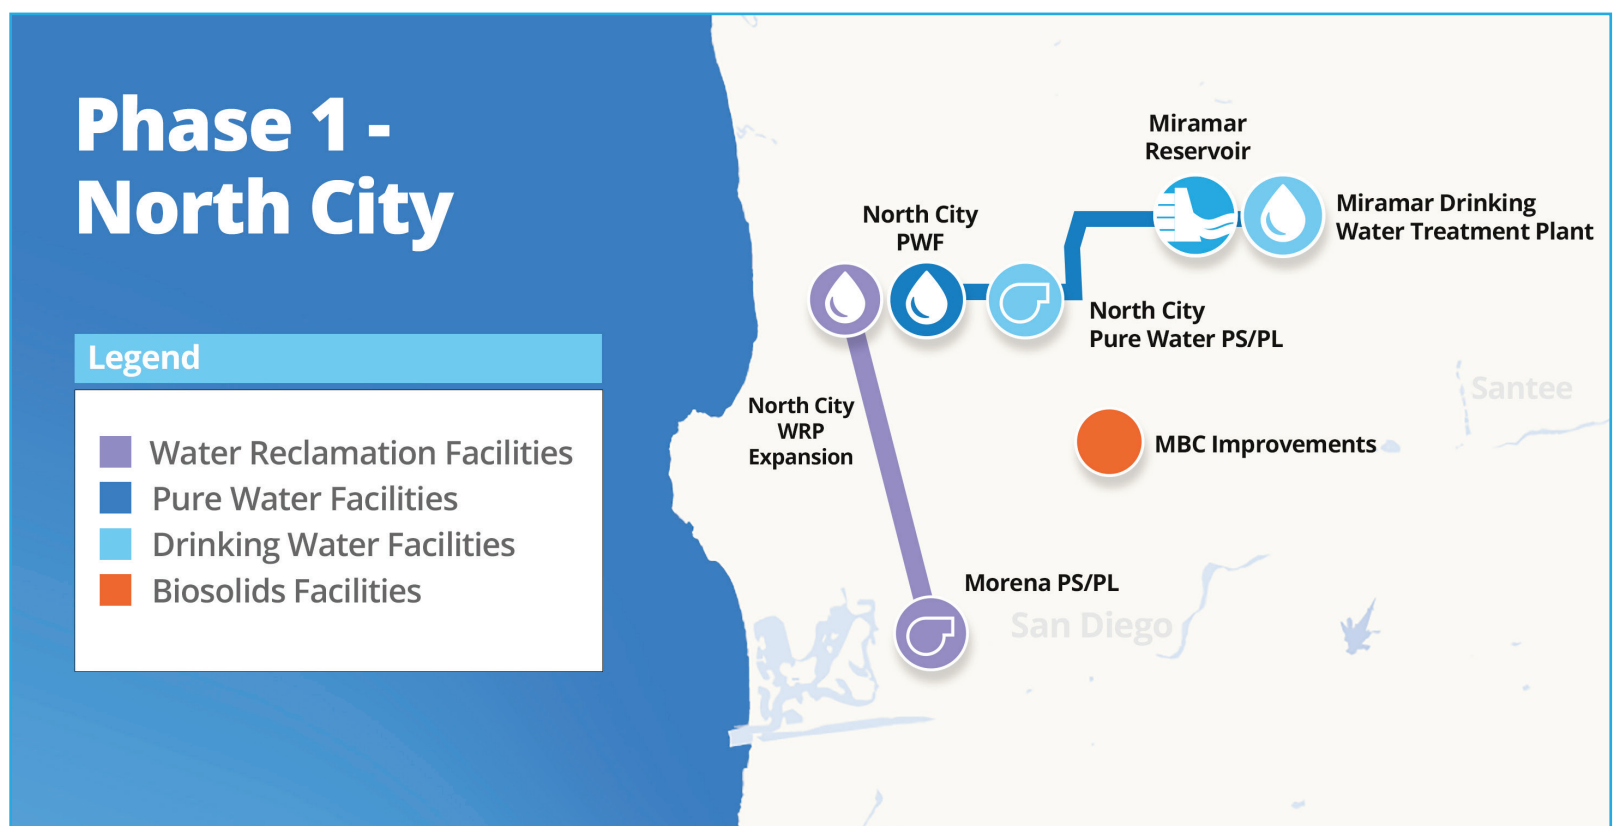 Phase 1 -
North City
Legend
Water Reclamation Facilities
Pure Water Facilities
Drinking Water Facilities
Biosolids Facilities
Miramar
Reservoir
Miramar Drinking
Water Treatment Plant
North City
PWF
North City
Pure Water PS/PL
North City
WRP
Expansion
Santee
MBC Improvements
Morena PS/PL
San Diego